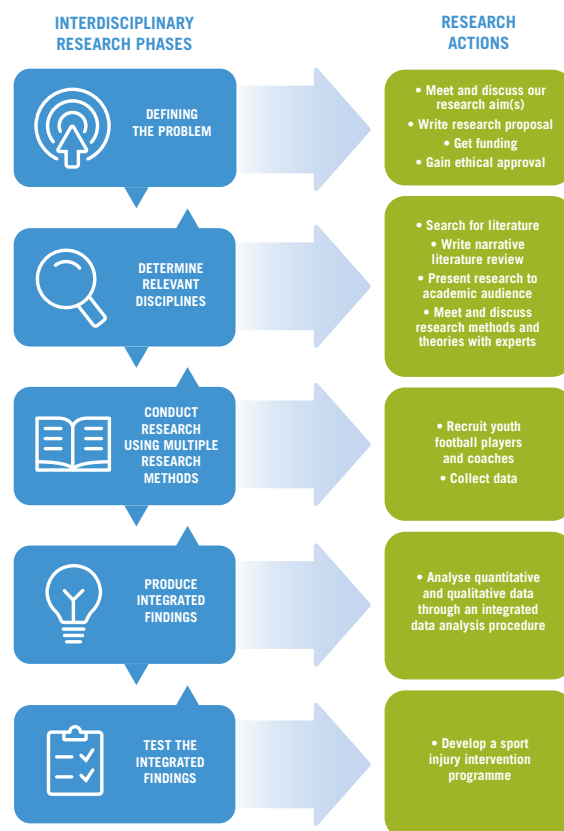 INTERDISCIPLINARY
RESEARCH PHASES
RESEARCH
ACTIONS
DEFINING
THE PROBLEM
• Meet and discuss our
research aim(s)
• Write research proposal
• Get funding
• Gain ethical approval
DETERMINE
RELEVANT
DISCIPLINES
• Search for literature
• Write narrative
literature review
• Present research to
academic audience
• Meet and discuss
research methods and
theories with experts
CONDUCT
RESEARCH
USING MULTIPLE
RESEARCH
METHODS
• Recruit youth
football players
and coaches
• Collect data
PRODUCE
INTEGRATED
FINDINGS
• Analyse quantitative
and qualitative data
through an integrated
data analysis procedure
TEST THE
INTEGRATED
FINDINGS
• Develop a sport
injury intervention
programme